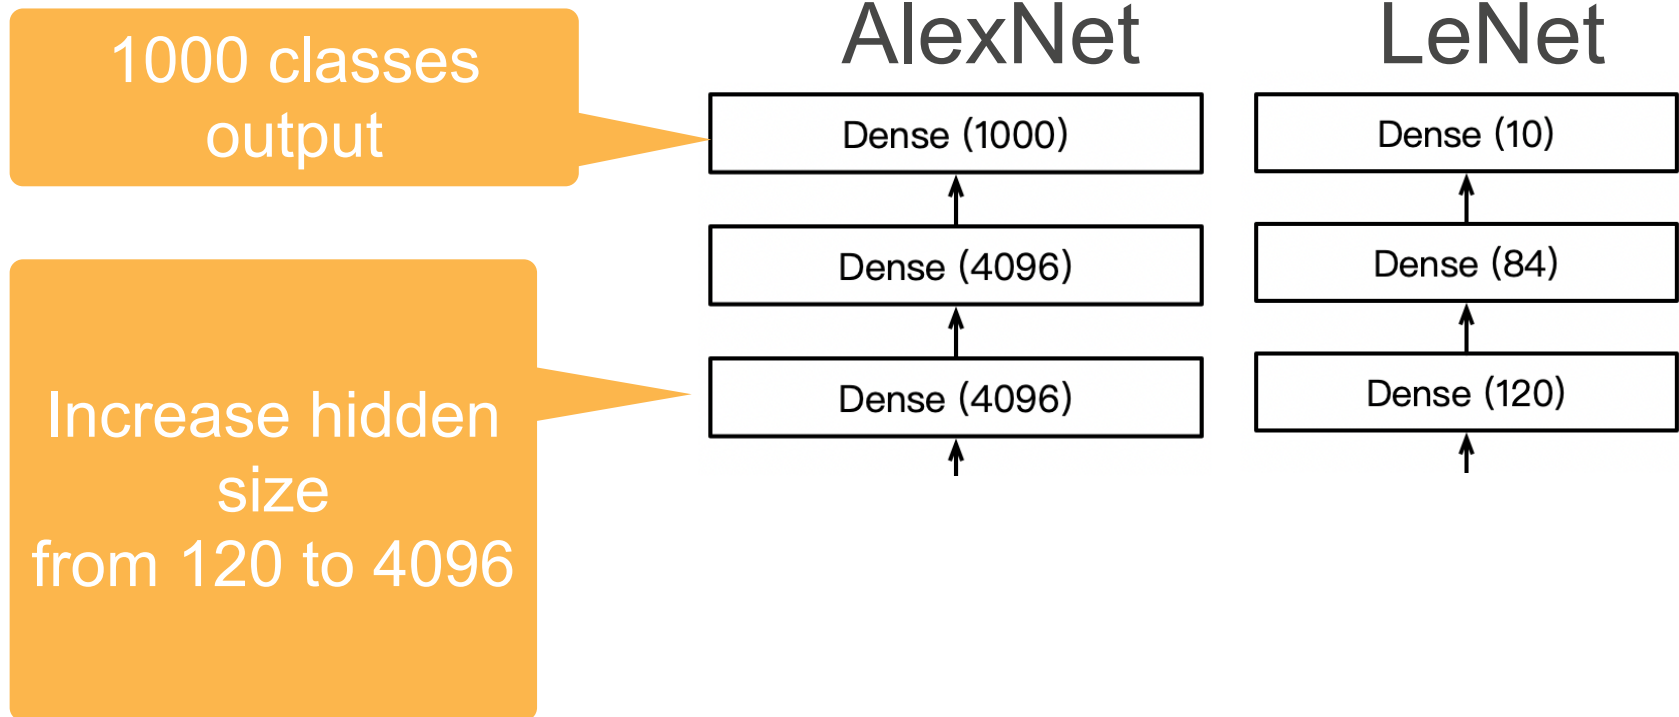 1000 classes
output
Increase hidden
size
from 120 to 4096
AlexNet
Dense (1000)
Dense (4096)
Dense (4096)
LeNet
Dense (10)
Dense (84)
Dense (120)